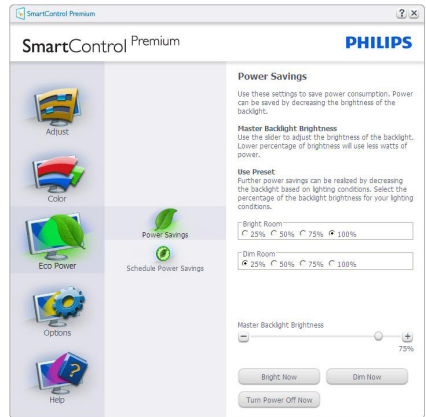 SmartControl Premium
? ×
SmartControl Premium
PHILIPS
Adjust
Color
Eco Power
Options
Help
Power Savings
Schedule Power Savings
Power Savings
Use these settings to save power consumption. Power
can be saved by decreasing the brightness of the
backlight.
Master Backlight Brightness
Use the slider to adjust the brightness of the backlight.
Lower percentage of brightness will use less watts of
power.
Use Preset
Further power savings can be realized by decreasing
the backlight based on lighting conditions. Select the
percentage of the backlight brightness for your lighting
conditions.
Bright Room
25% 50% 75% 100%
Dim Room
25% 50% 75% 100%
Master Backlight Brightness
- +
75%
Bright Now Dim Now
Turn Power Off Now